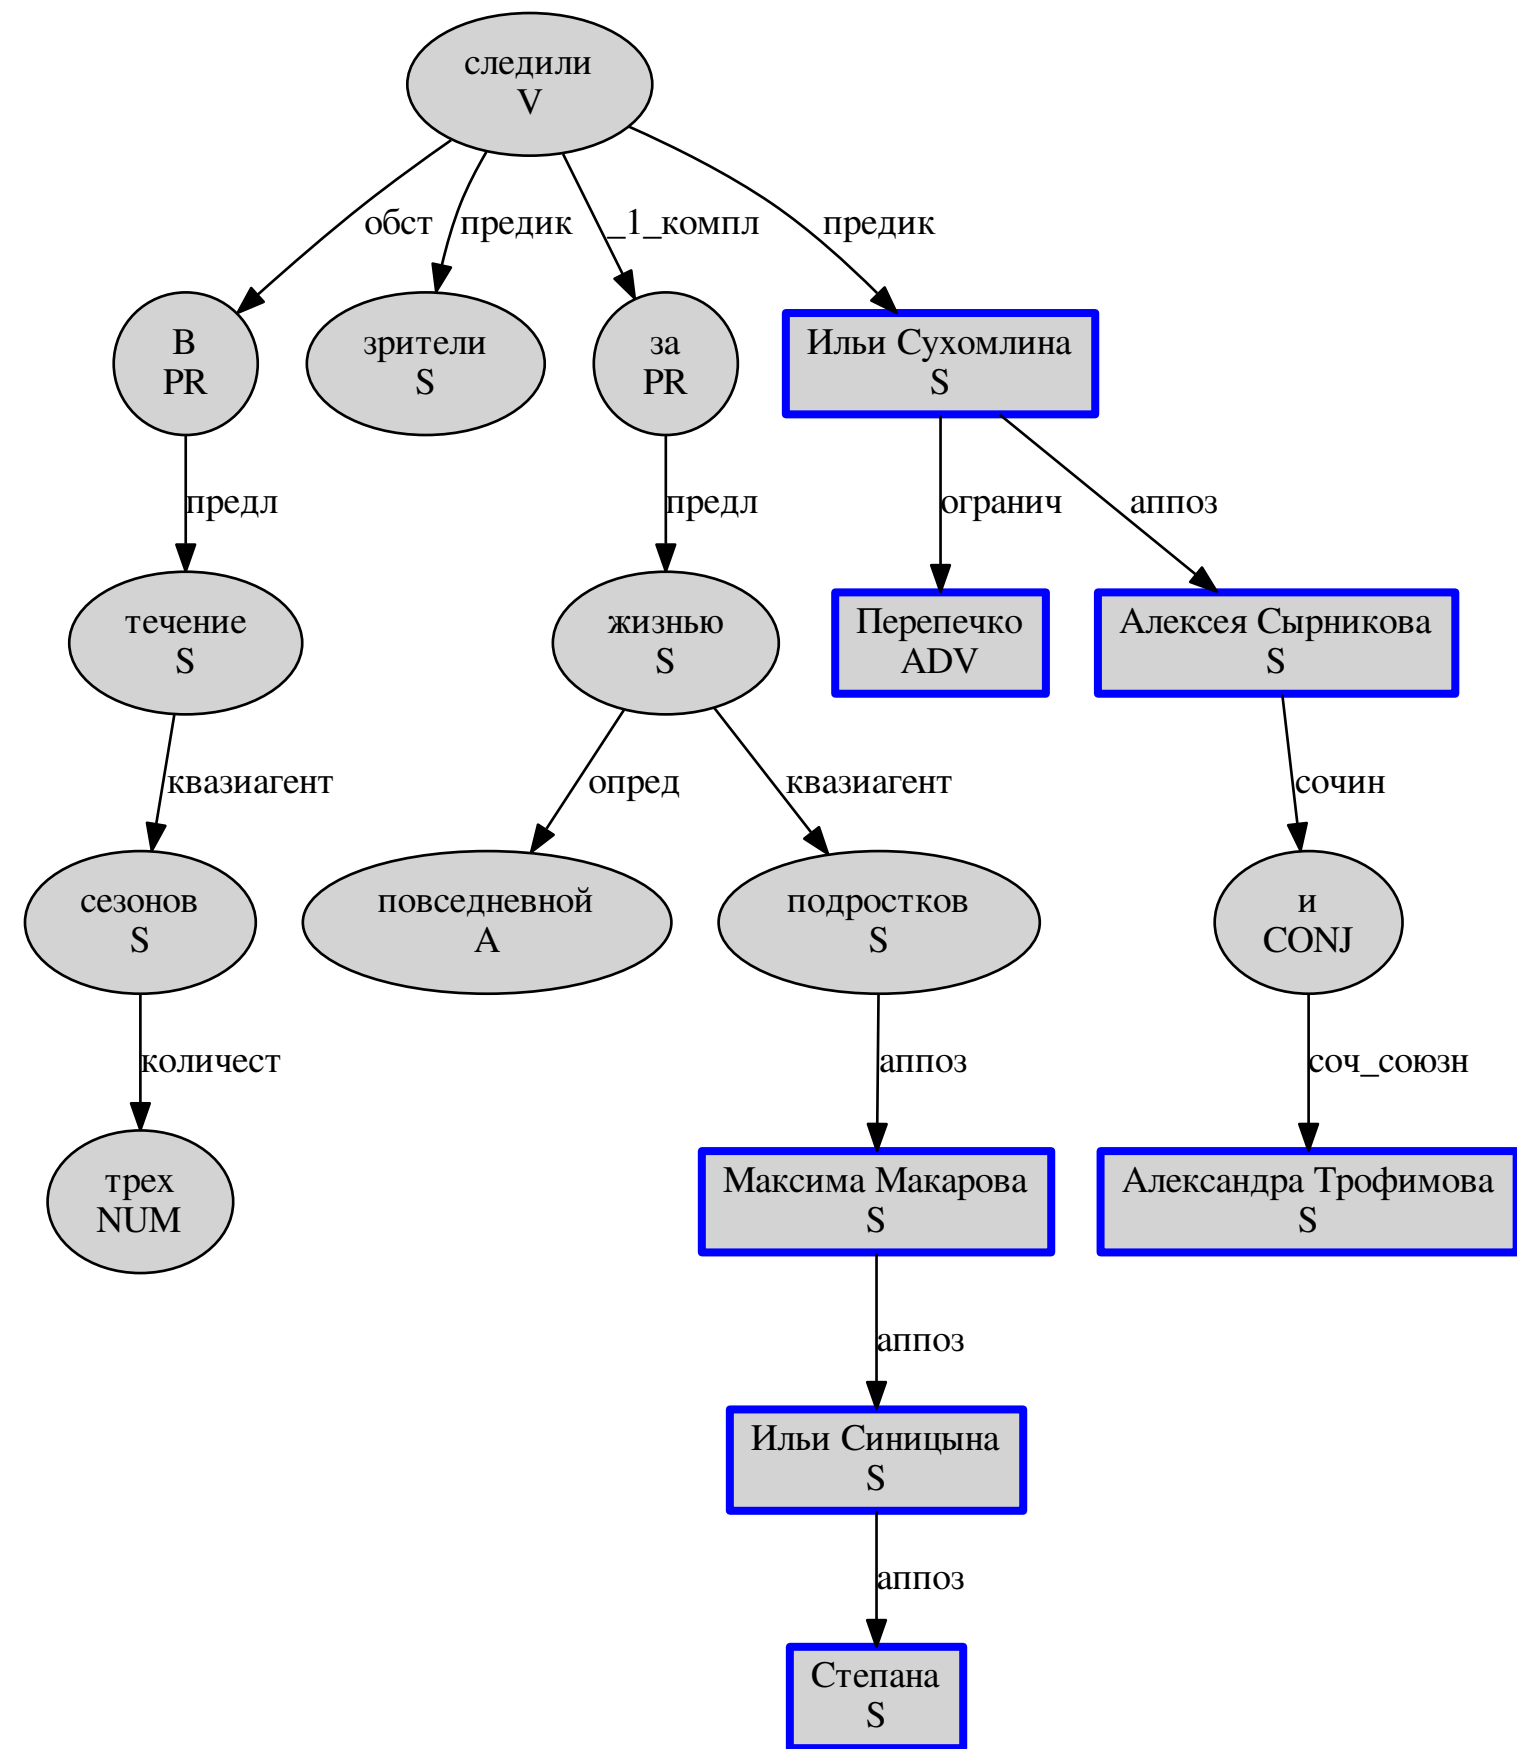 следили
V
обст
предик
_1_компл
предик
В
PR
зрители
S
за
PR
Ильи Сухомлина
S
предл
предл
огранич
аппоз
течение
S
жизнью
S
Перепечко
ADV
Алексея Сырникова
S
квазиагент
опред
квазиагент
сочин
сезонов
S
повседневной
A
подростков
S
и
CONJ
количест
аппоз
соч_союзн
трех
NUM
Максима Макарова
S
Александра Трофимова
S
аппоз
Ильи Синицына
S
аппоз
Степана
S